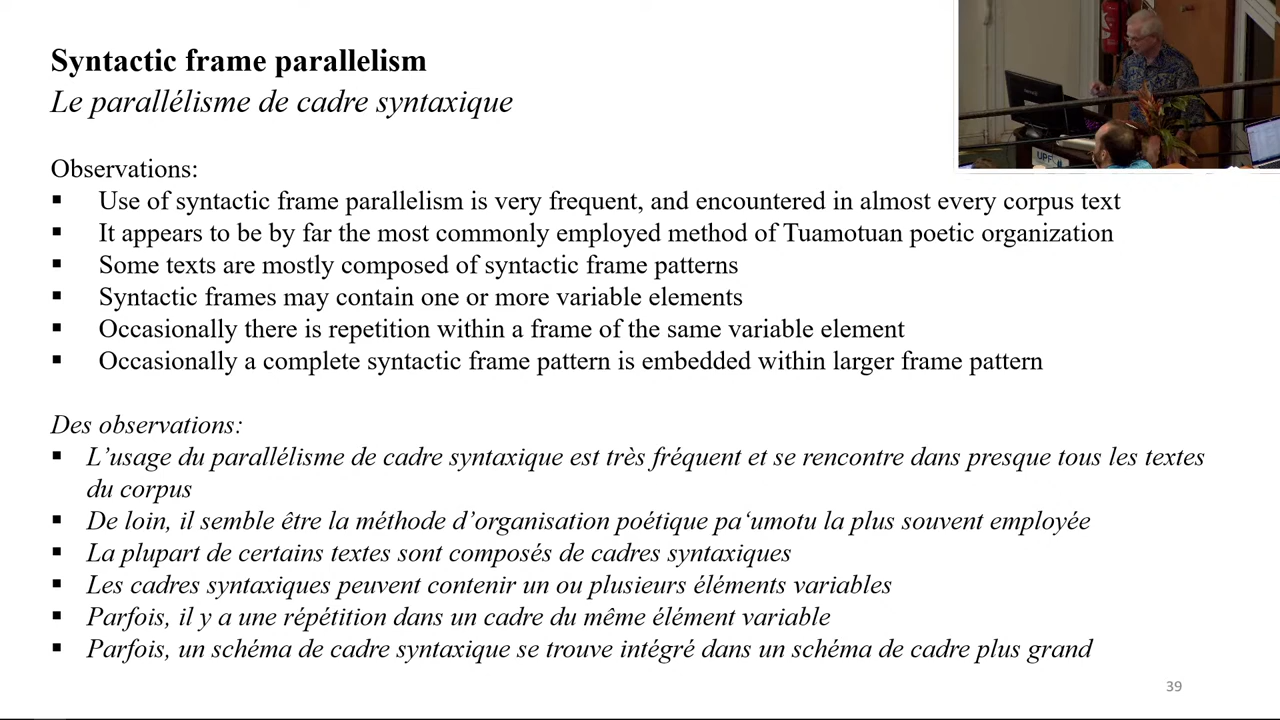 Syntactic frame parallelism
Le parallélisme de cadre syntaxique
Observations:
▪ Use of syntactic frame parallelism is very frequent, and encountered in almost every corpus text
▪ It appears to be by far the most commonly employed method of Tuamotuan poetic organization
▪ Some texts are mostly composed of syntactic frame patterns
▪ Syntactic frames may contain one or more variable elements
▪ Occasionally there is repetition within a frame of the same variable element
▪ Occasionally a complete syntactic frame pattern is embedded within larger frame pattern
Des observations:
▪ L’usage du parallélisme de cadre syntaxique est très fréquent et se rencontre dans presque tous les textes
du corpus
▪ De loin, il semble être la méthode d’organisation poétique pa‘umotu la plus souvent employée
▪ La plupart de certains textes sont composés de cadres syntaxiques
▪ Les cadres syntaxiques peuvent contenir un ou plusieurs éléments variables
▪ Parfois, il y a une répétition dans un cadre du même élément variable
▪ Parfois, un schéma de cadre syntaxique se trouve intégré dans un schéma de cadre plus grand
39
UPF